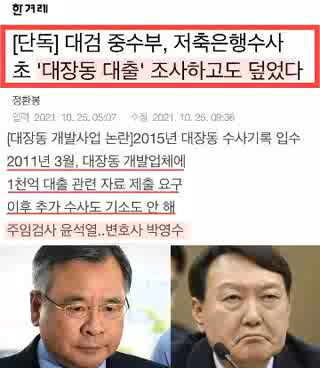 한겨레
[단독] 대검 중수부, 저축은행수사
초 '대장동 대출' 조사하고도 덮었다
정환봉
입력 2021. 10. 25. 05:07 수정 2021. 10. 25. 09:36
[대장동 개발사업 논란]2015년 대장동 수사기록 입수
2011년 3월, 대장동 개발업체에
1천억 대출 관련 자료 제출 요구
이후 추가 수사도 기소도 안 해
주임검사 윤석열..변호사 박영수